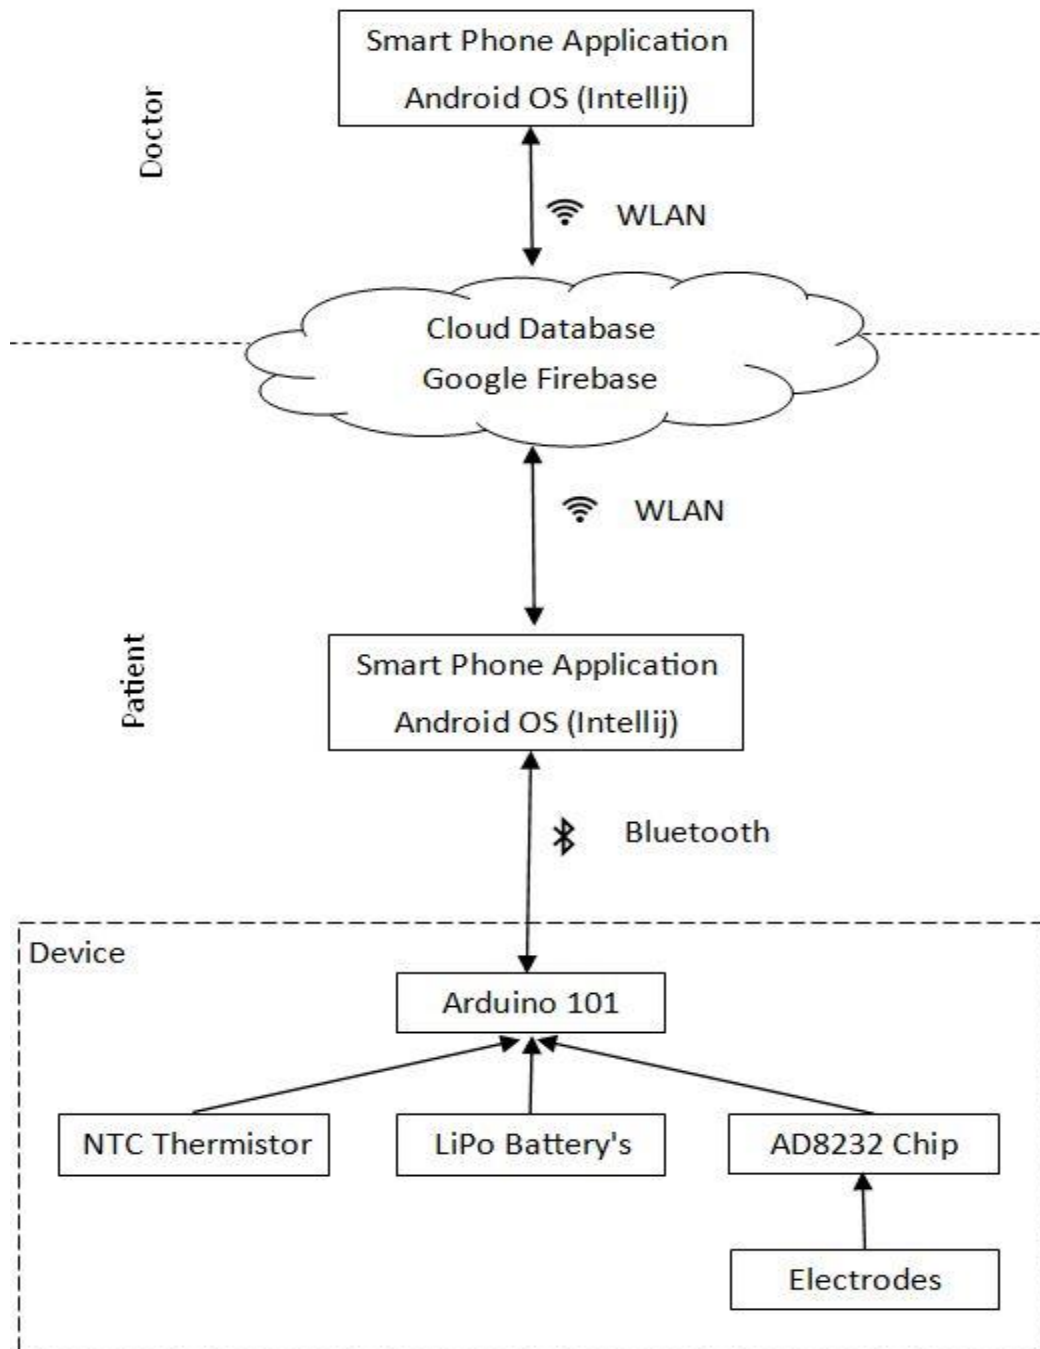 Smart Phone Application
Android OS (Intellij)
Doctor
WLAN
Cloud Database
Google Firebase
WLAN
Patient
Smart Phone Application
Android OS (Intellij)
Bluetooth
Device
Arduino 101
NTC Thermistor
LiPo Battery's
AD8232 Chip
Electrodes